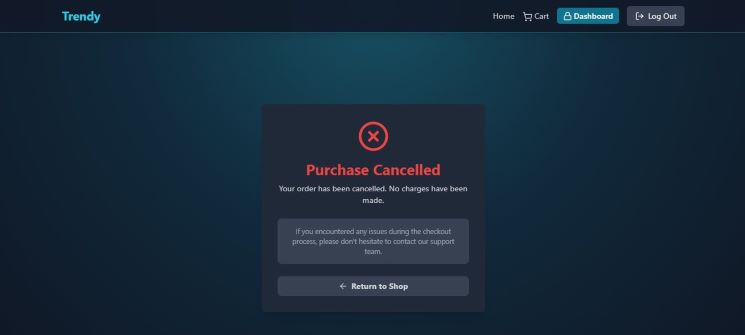 Trendy
Home Cart Dashboard Log Out
Purchase Cancelled
Your order has been cancelled. No charges have been
made.
If you encountered any issues during the checkout
process, please don't hesitate to contact our support
team.
Return to Shop